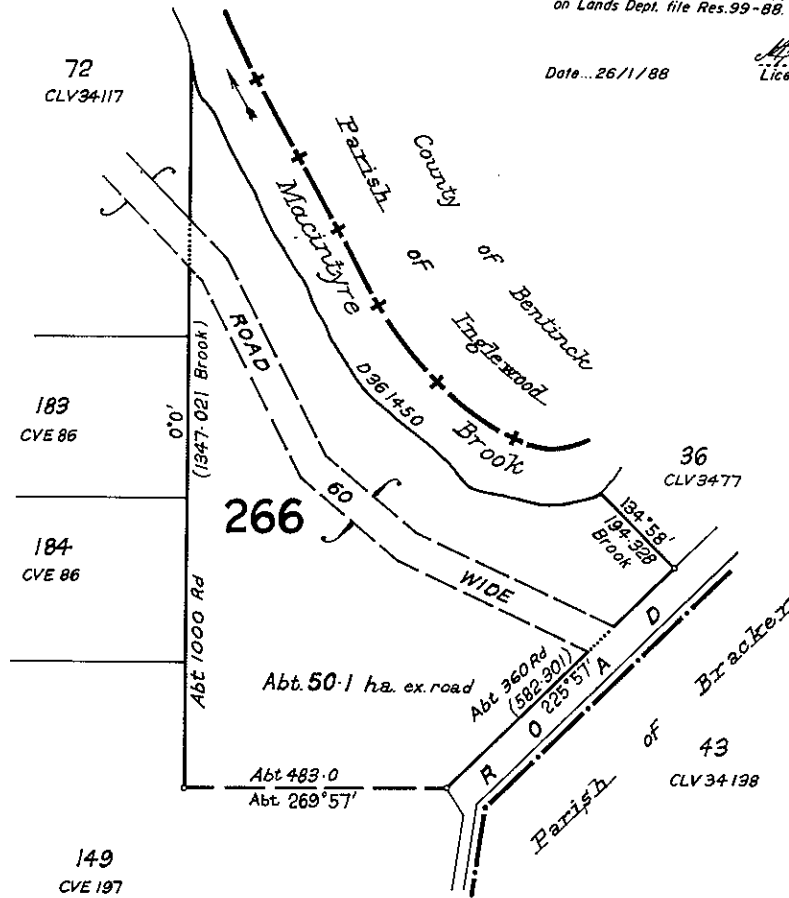 on Lands Dept. file Res.99-88.
Date...26/1/88
Lice
72
CLV34117
County of Bentinck
Parish of Inglewood
Macintyre Brook
D361450
ROAD 60 WIDE
183
CVE 86
0°0'
(1347·021 Brook)
36
CLV3477
266
134°58'
194·328
Brook
184
CVE 86
Abt 1000 Rd
Abt. 50·1 ha. ex. road
Abt 360 Rd
(582·301)
225°57'
ROAD
Parish of Bracker
43
CLV34138
Abt 483·0
Abt 269°57'
149
CVE 197